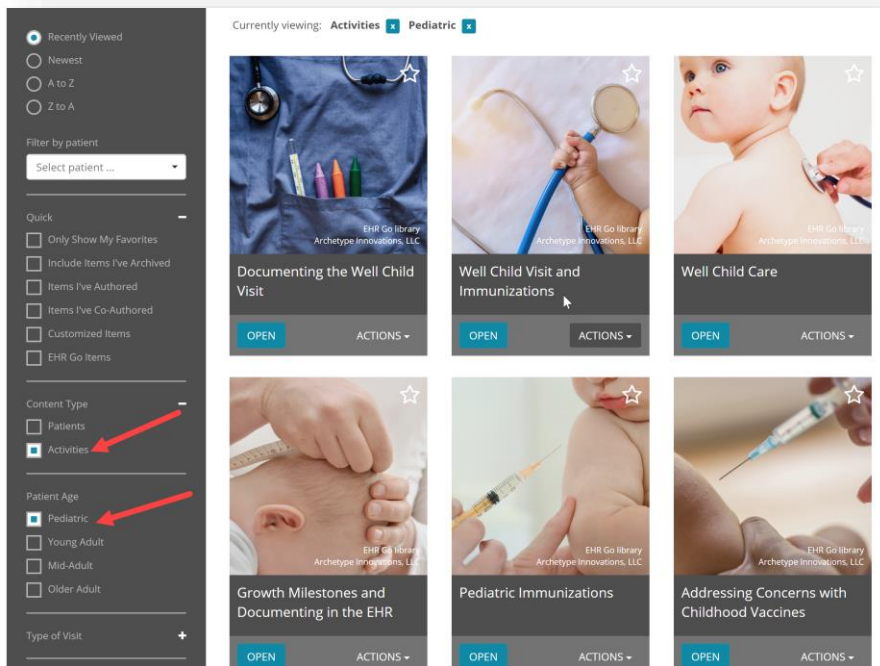 Currently viewing: Activities x Pediatric x
Recently Viewed
Newest
A to Z
Z to A
Filter by patient
Select patient ...
Quick
Only Show My Favorites
Include Items I've Archived
Items I've Authored
Items I've Co-Authored
Customized Items
EHR Go Items
Content Type
Patients
Activities
Patient Age
Pediatric
Young Adult
Mid-Adult
Older Adult
Type of Visit
EHR Go library
Archetype Innovations, LLC
Documenting the Well Child
Visit
OPEN ACTIONS
EHR Go library
Archetype Innovations, LLC
Well Child Visit and
Immunizations
OPEN ACTIONS
EHR Go library
Archetype Innovations, LLC
Well Child Care
OPEN ACTIONS
EHR Go library
Archetype Innovations, LLC
Growth Milestones and
Documenting in the EHR
OPEN ACTIONS
EHR Go library
Archetype Innovations, LLC
Pediatric Immunizations
OPEN ACTIONS
EHR Go library
Archetype Innovations, LLC
Addressing Concerns with
Childhood Vaccines
OPEN ACTIONS